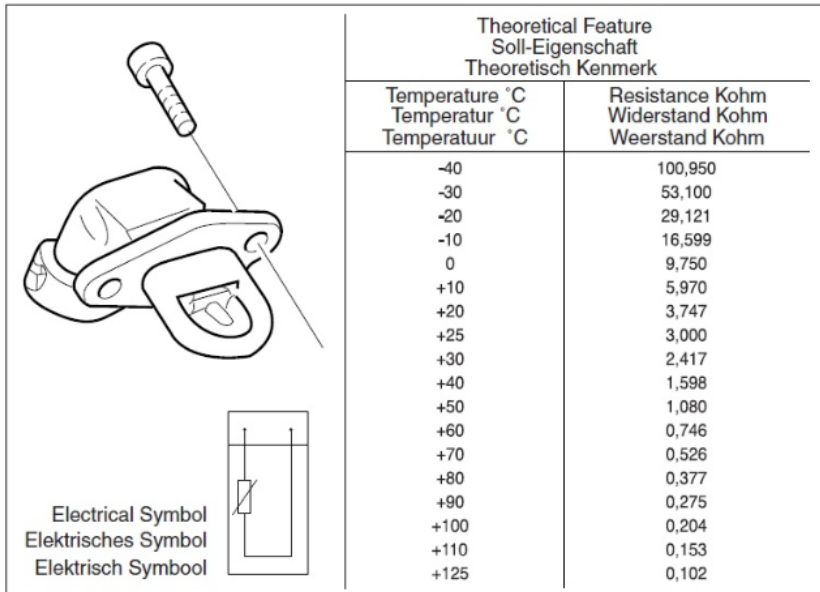 Theoretical Feature
Soll-Eigenschaft
Theoretisch Kenmerk
Temperature °C Resistance Kohm
Temperatur °C Widerstand Kohm
Temperatuur °C Weerstand Kohm
-40 100,950
-30 53,100
-20 29,121
-10 16,599
0 9,750
+10 5,970
+20 3,747
+25 3,000
+30 2,417
+40 1,598
+50 1,080
+60 0,746
+70 0,526
+80 0,377
+90 0,275
+100 0,204
+110 0,153
+125 0,102
Electrical Symbol
Elektrisches Symbol
Elektrisch Symbool